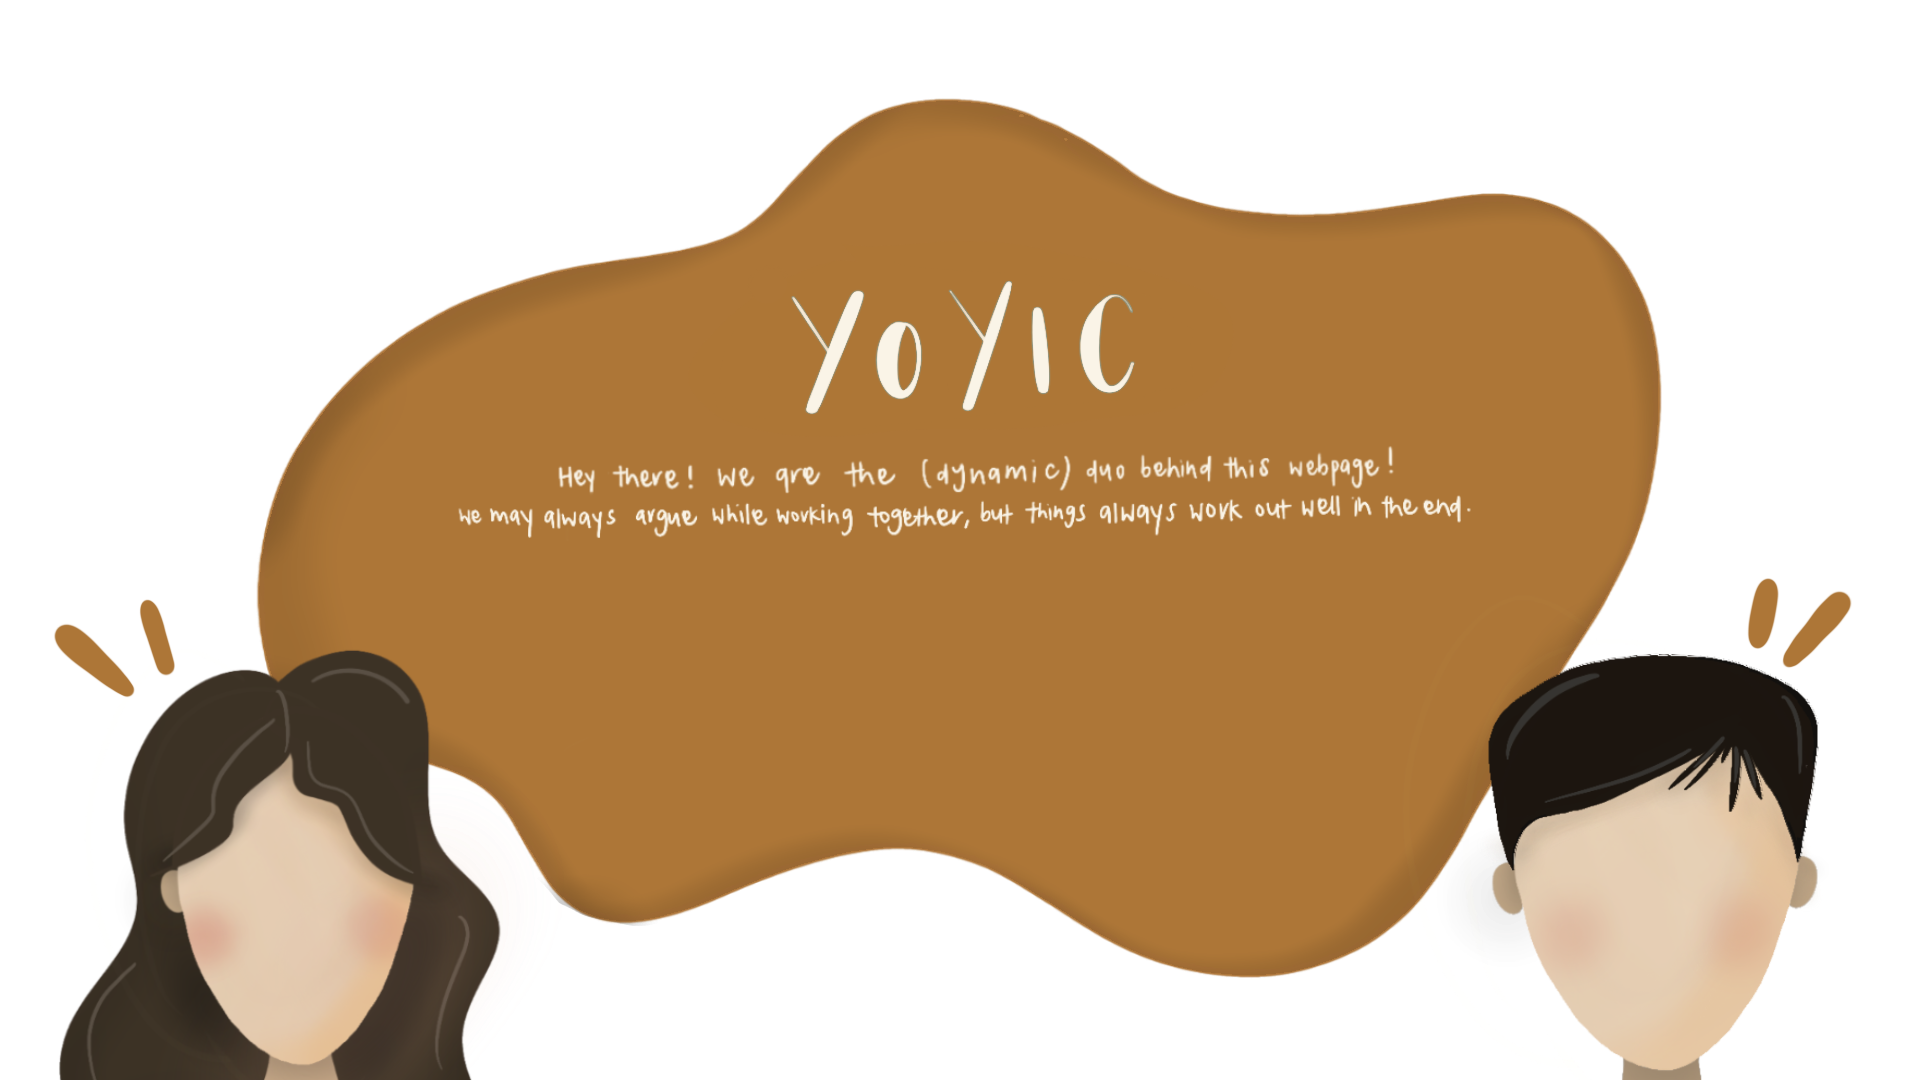 YOYIC
Hey there! We are the (dynamic) duo behind this webpage!
We may always argue while working together, but things always work out well in the end.